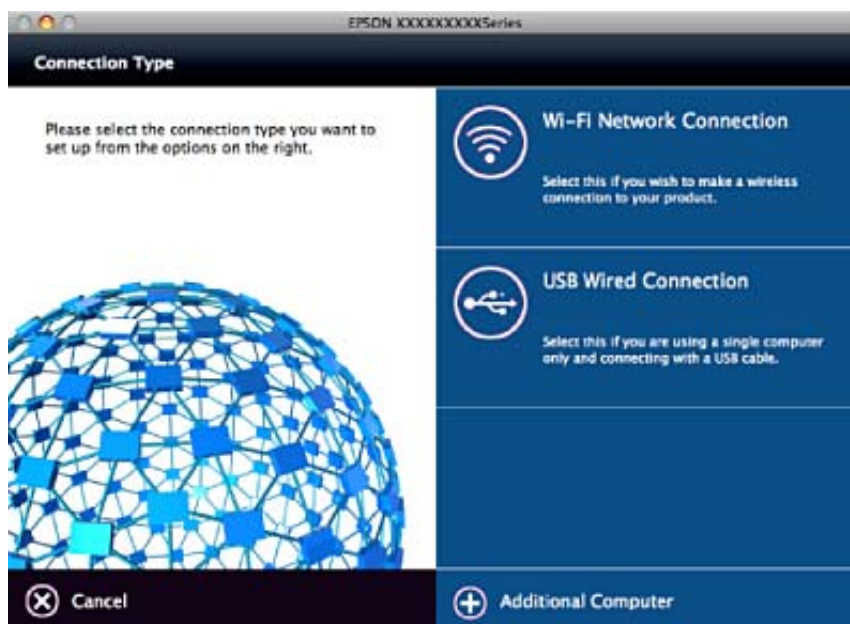 EPSON XXXXXXXXXSeries
Connection Type
Please select the connection type you want to
set up from the options on the right.
Wi-Fi Network Connection
Select this if you wish to make a wireless
connection to your product.
USB Wired Connection
Select this if you are using a single computer
only and connecting with a USB cable.
Cancel
Additional Computer